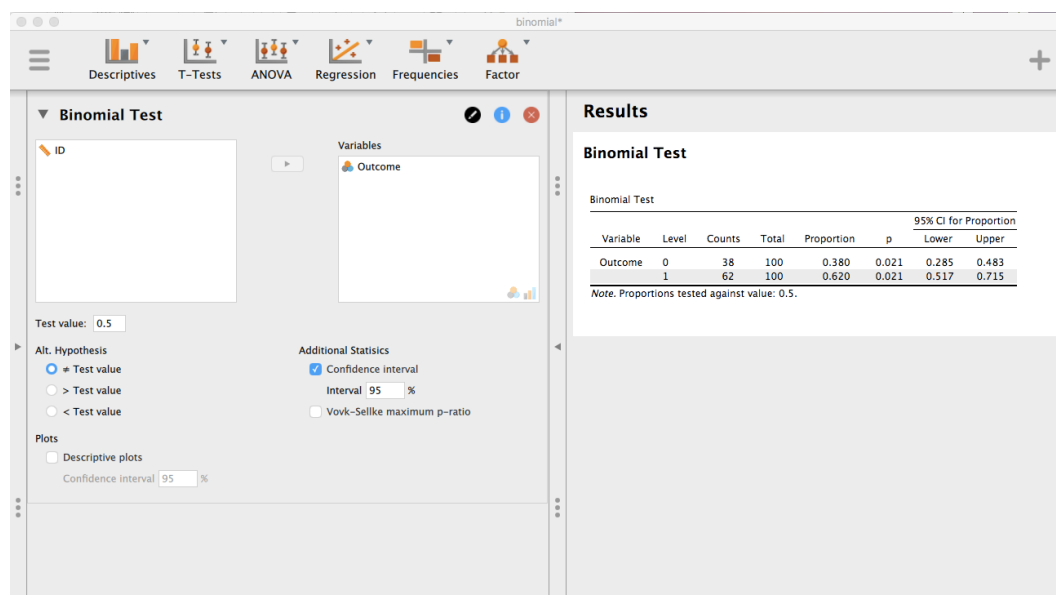 binomial*
Descriptives T-Tests ANOVA Regression Frequencies Factor
Binomial Test
ID
Variables
Outcome
Test value: 0.5
Alt. Hypothesis
≠ Test value
> Test value
< Test value
Additional Statisics
Confidence interval
Interval 95 %
Vovk-Sellke maximum p-ratio
Plots
Descriptive plots
Confidence interval 95 %
Results
Binomial Test
Binomial Test
95% CI for Proportion
Variable Level Counts Total Proportion p Lower Upper
Outcome 0 38 100 0.380 0.021 0.285 0.483
1 62 100 0.620 0.021 0.517 0.715
Note. Proportions tested against value: 0.5.